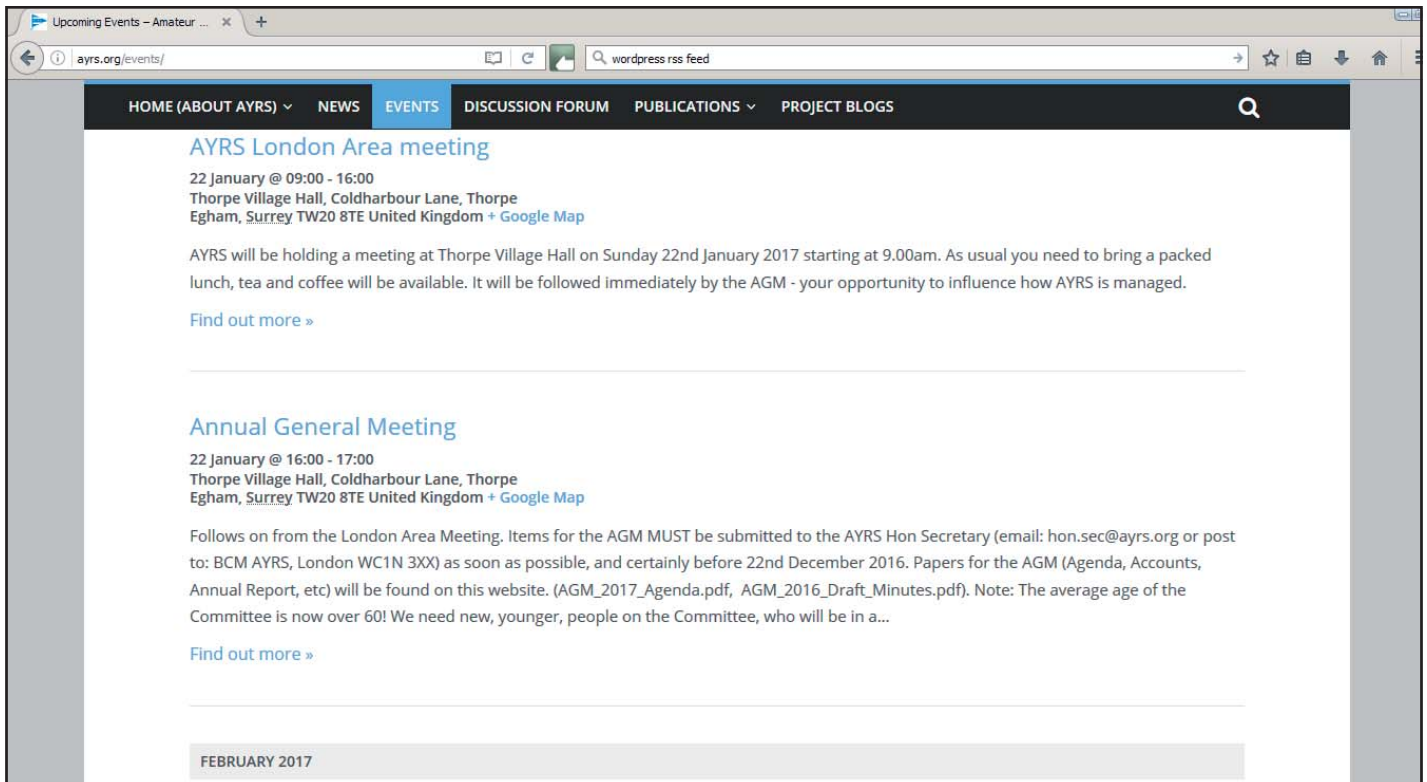 Upcoming Events – Amateur ...
ayrs.org/events/
wordpress rss feed
HOME (ABOUT AYRS) NEWS EVENTS DISCUSSION FORUM PUBLICATIONS PROJECT BLOGS
AYRS London Area meeting
22 January @ 09:00 - 16:00
Thorpe Village Hall, Coldharbour Lane, Thorpe
Egham, Surrey TW20 8TE United Kingdom + Google Map
AYRS will be holding a meeting at Thorpe Village Hall on Sunday 22nd January 2017 starting at 9.00am. As usual you need to bring a packed
lunch, tea and coffee will be available. It will be followed immediately by the AGM - your opportunity to influence how AYRS is managed.
Find out more »
Annual General Meeting
22 January @ 16:00 - 17:00
Thorpe Village Hall, Coldharbour Lane, Thorpe
Egham, Surrey TW20 8TE United Kingdom + Google Map
Follows on from the London Area Meeting. Items for the AGM MUST be submitted to the AYRS Hon Secretary (email: hon.sec@ayrs.org or post
to: BCM AYRS, London WC1N 3XX) as soon as possible, and certainly before 22nd December 2016. Papers for the AGM (Agenda, Accounts,
Annual Report, etc) will be found on this website. (AGM_2017_Agenda.pdf, AGM_2016_Draft_Minutes.pdf). Note: The average age of the
Committee is now over 60! We need new, younger, people on the Committee, who will be in a...
Find out more »
FEBRUARY 2017